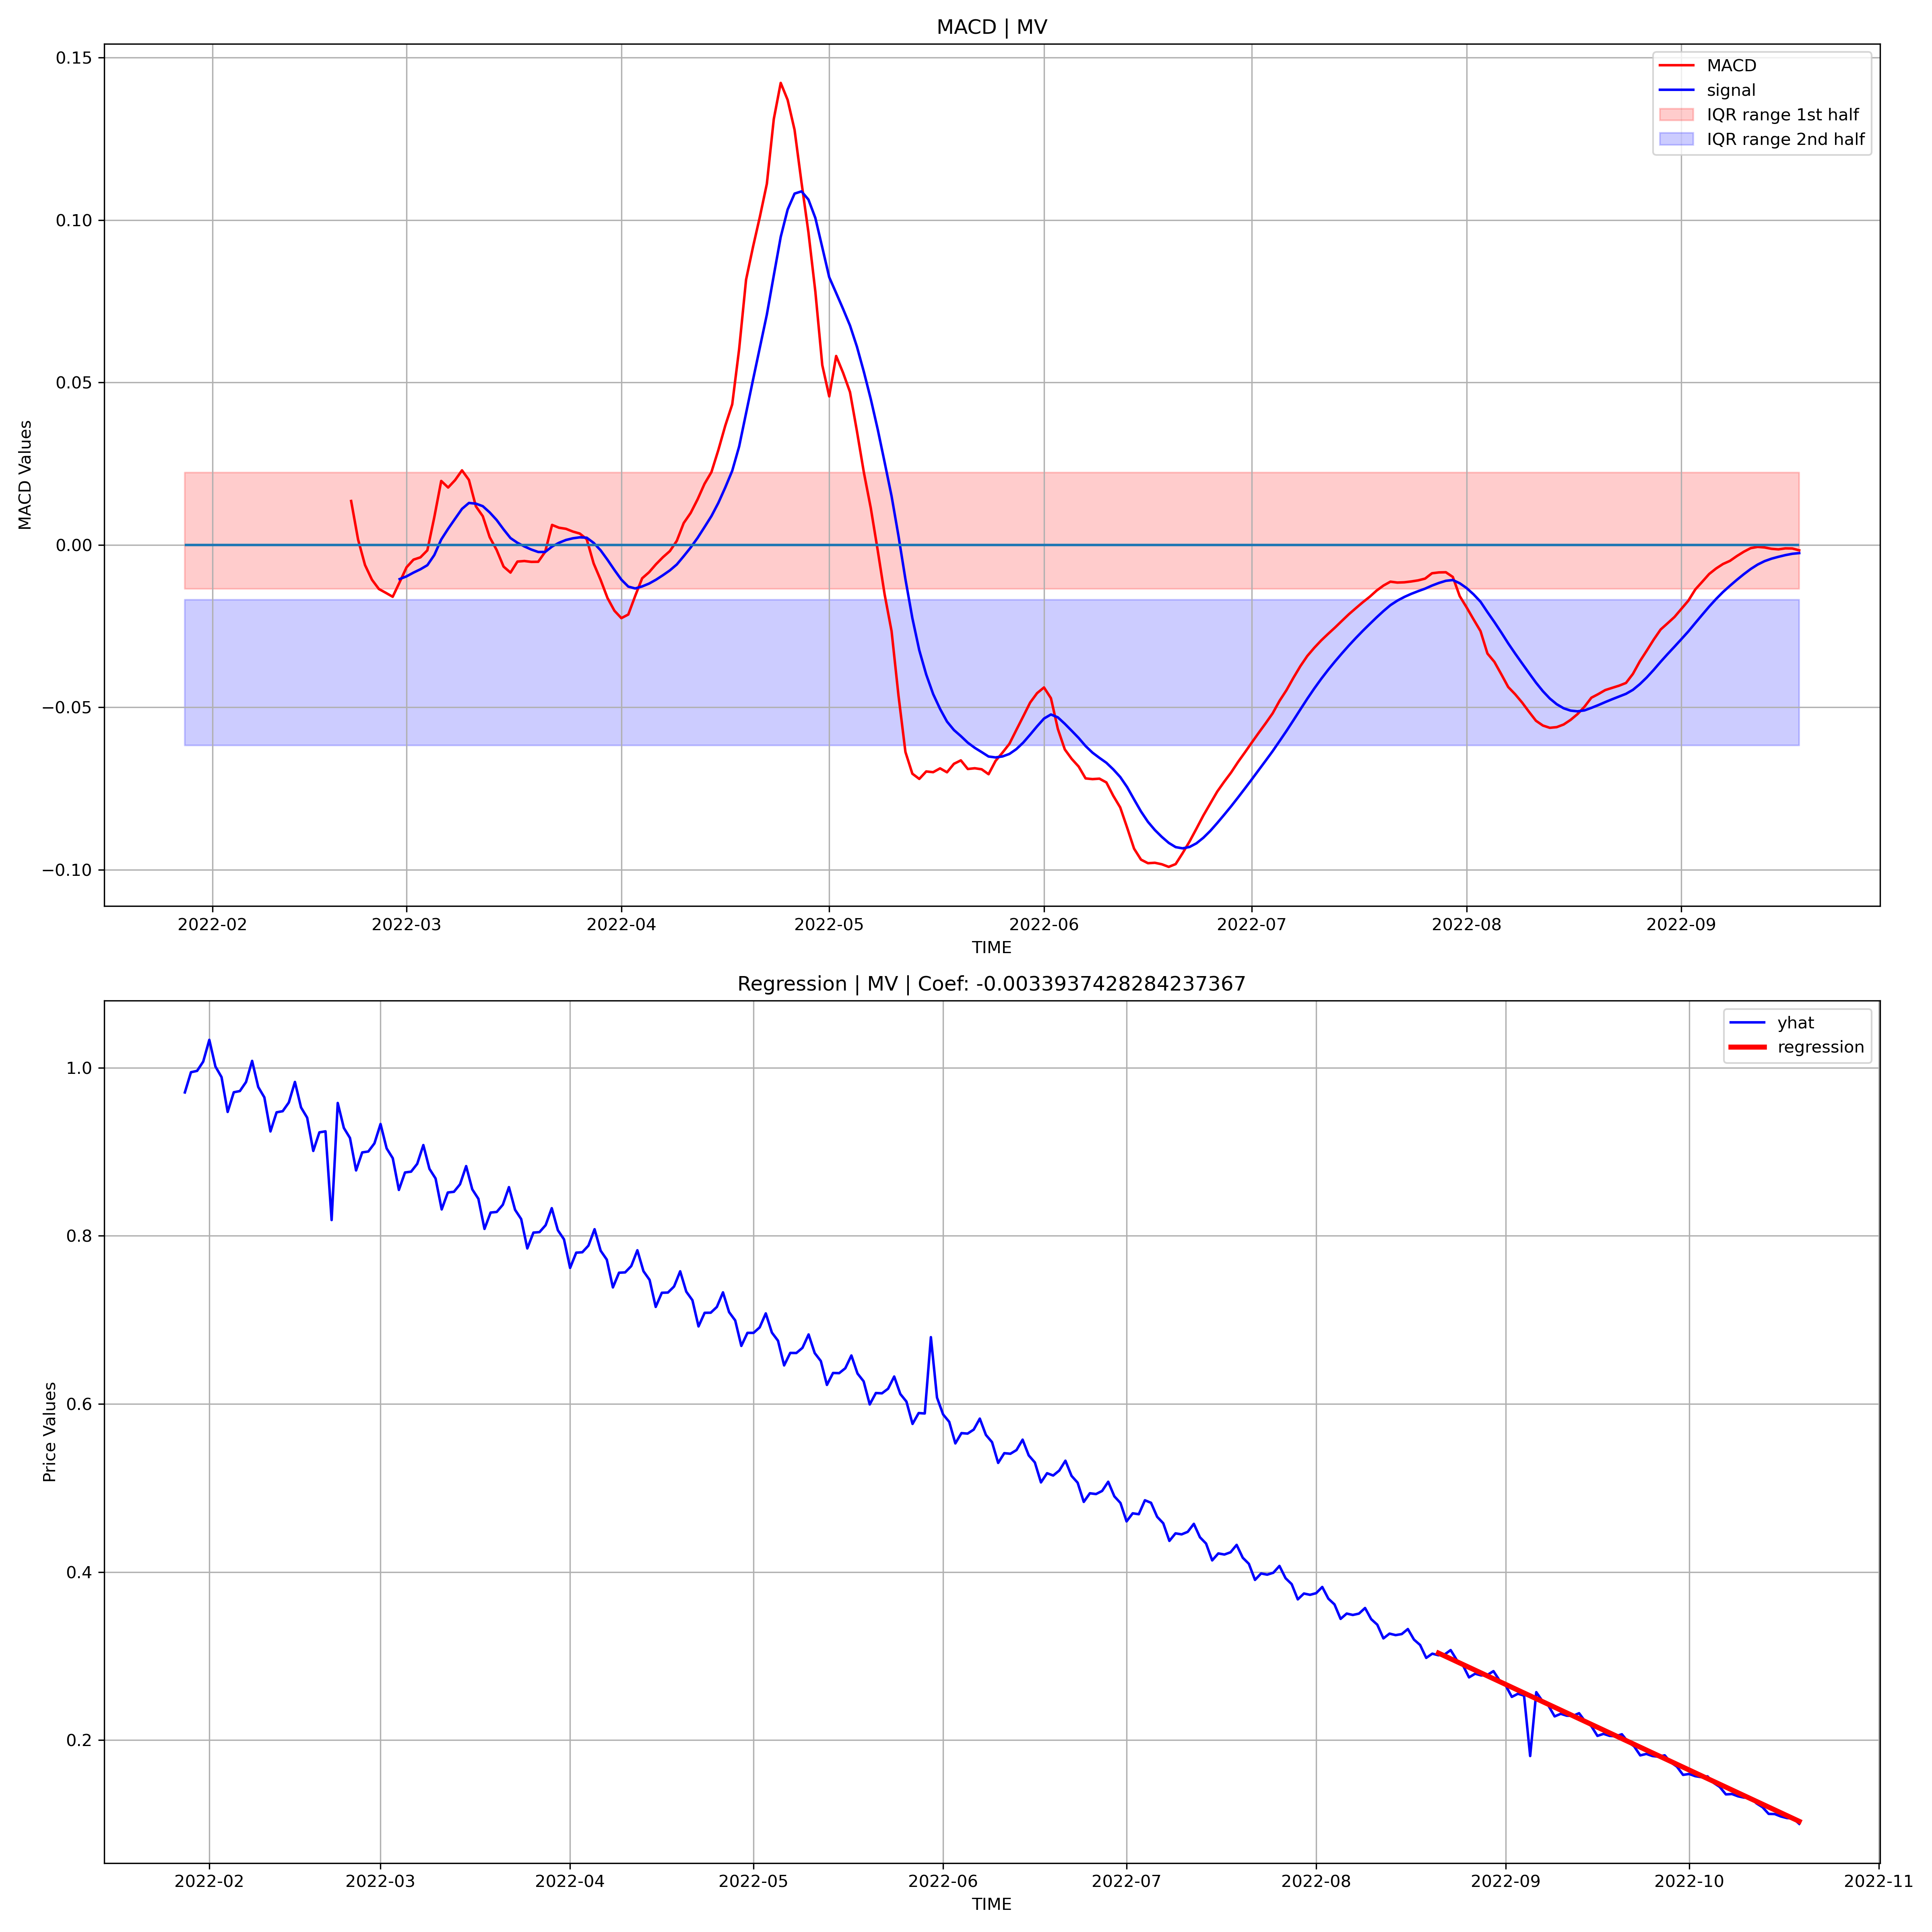 MACD | MV
MACD
signal
IQR range 1st half
IQR range 2nd half
0.15
0.10
0.05
0.00
−0.05
−0.10
MACD Values
2022-02 2022-03 2022-04 2022-05 2022-06 2022-07 2022-08 2022-09
TIME
Regression | MV | Coef: -0.0033937428284237367
yhat
regression
1.0
0.8
0.6
0.4
0.2
Price Values
2022-02 2022-03 2022-04 2022-05 2022-06 2022-07 2022-08 2022-09 2022-10 2022-11
TIME